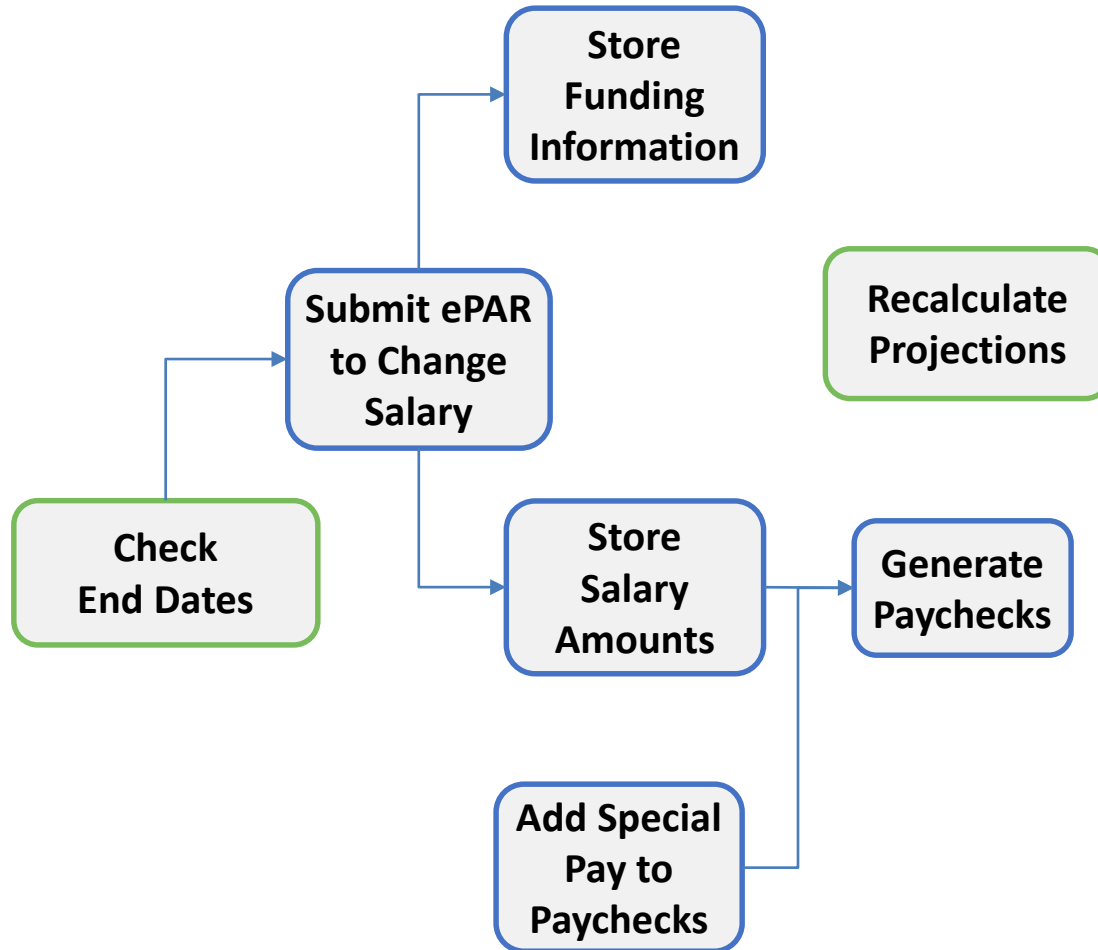 Store
Funding
Information
Submit ePAR
to Change
Salary
Recalculate
Projections
Check
End Dates
Store
Salary
Amounts
Generate
Paychecks
Add Special
Pay to
Paychecks